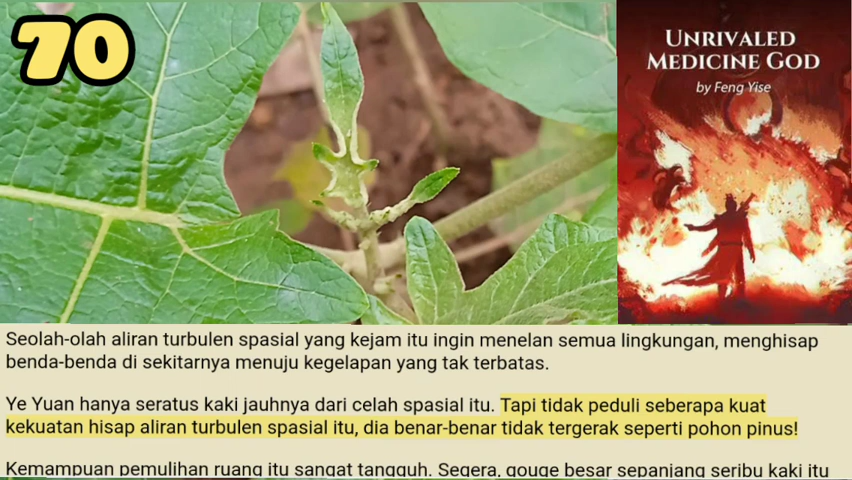 70
UNRIVALED
MEDICINE GOD
by Feng Yise
Seolah-olah aliran turbulen spasial yang kejam itu ingin menelan semua lingkungan, menghisap
benda-benda di sekitarnya menuju kegelapan yang tak terbatas.
Ye Yuan hanya seratus kaki jauhnya dari celah spasial itu. Tapi tidak peduli seberapa kuat
kekuatan hisap aliran turbulen spasial itu, dia benar-benar tidak tergerak seperti pohon pinus!
Kemampuan pemulihan ruang itu sangat tangguh. Segera, gouge besar sepanjang seribu kaki itu